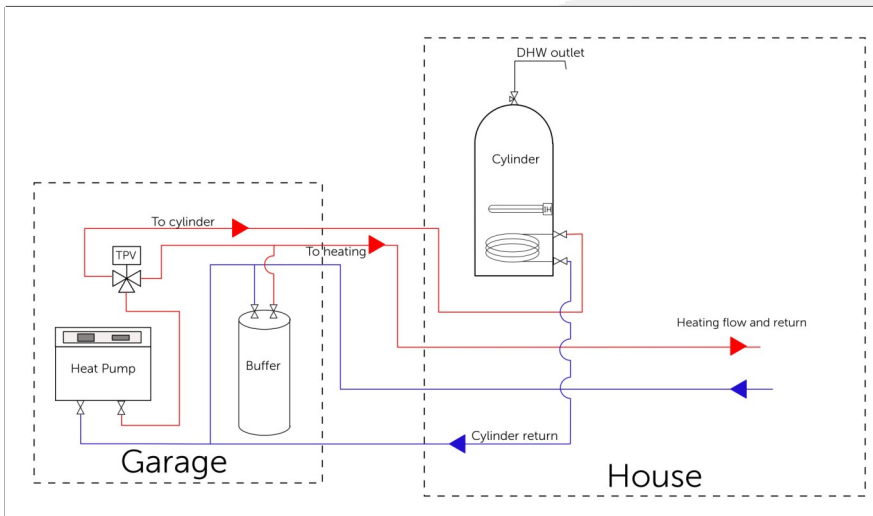 DHW outlet
Cylinder
IH
To cylinder
To heating
TPV
Heat Pump
Buffer
Heating flow and return
Cylinder return
Garage
House